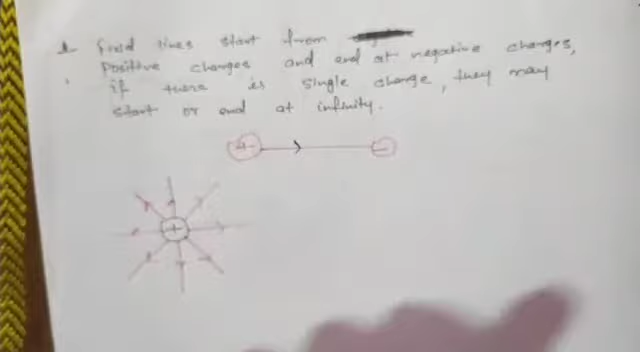 Field lines start from
Positive charges and end at negative charges,
if there is single charge, they may
start or end at infinity.
+ -
+